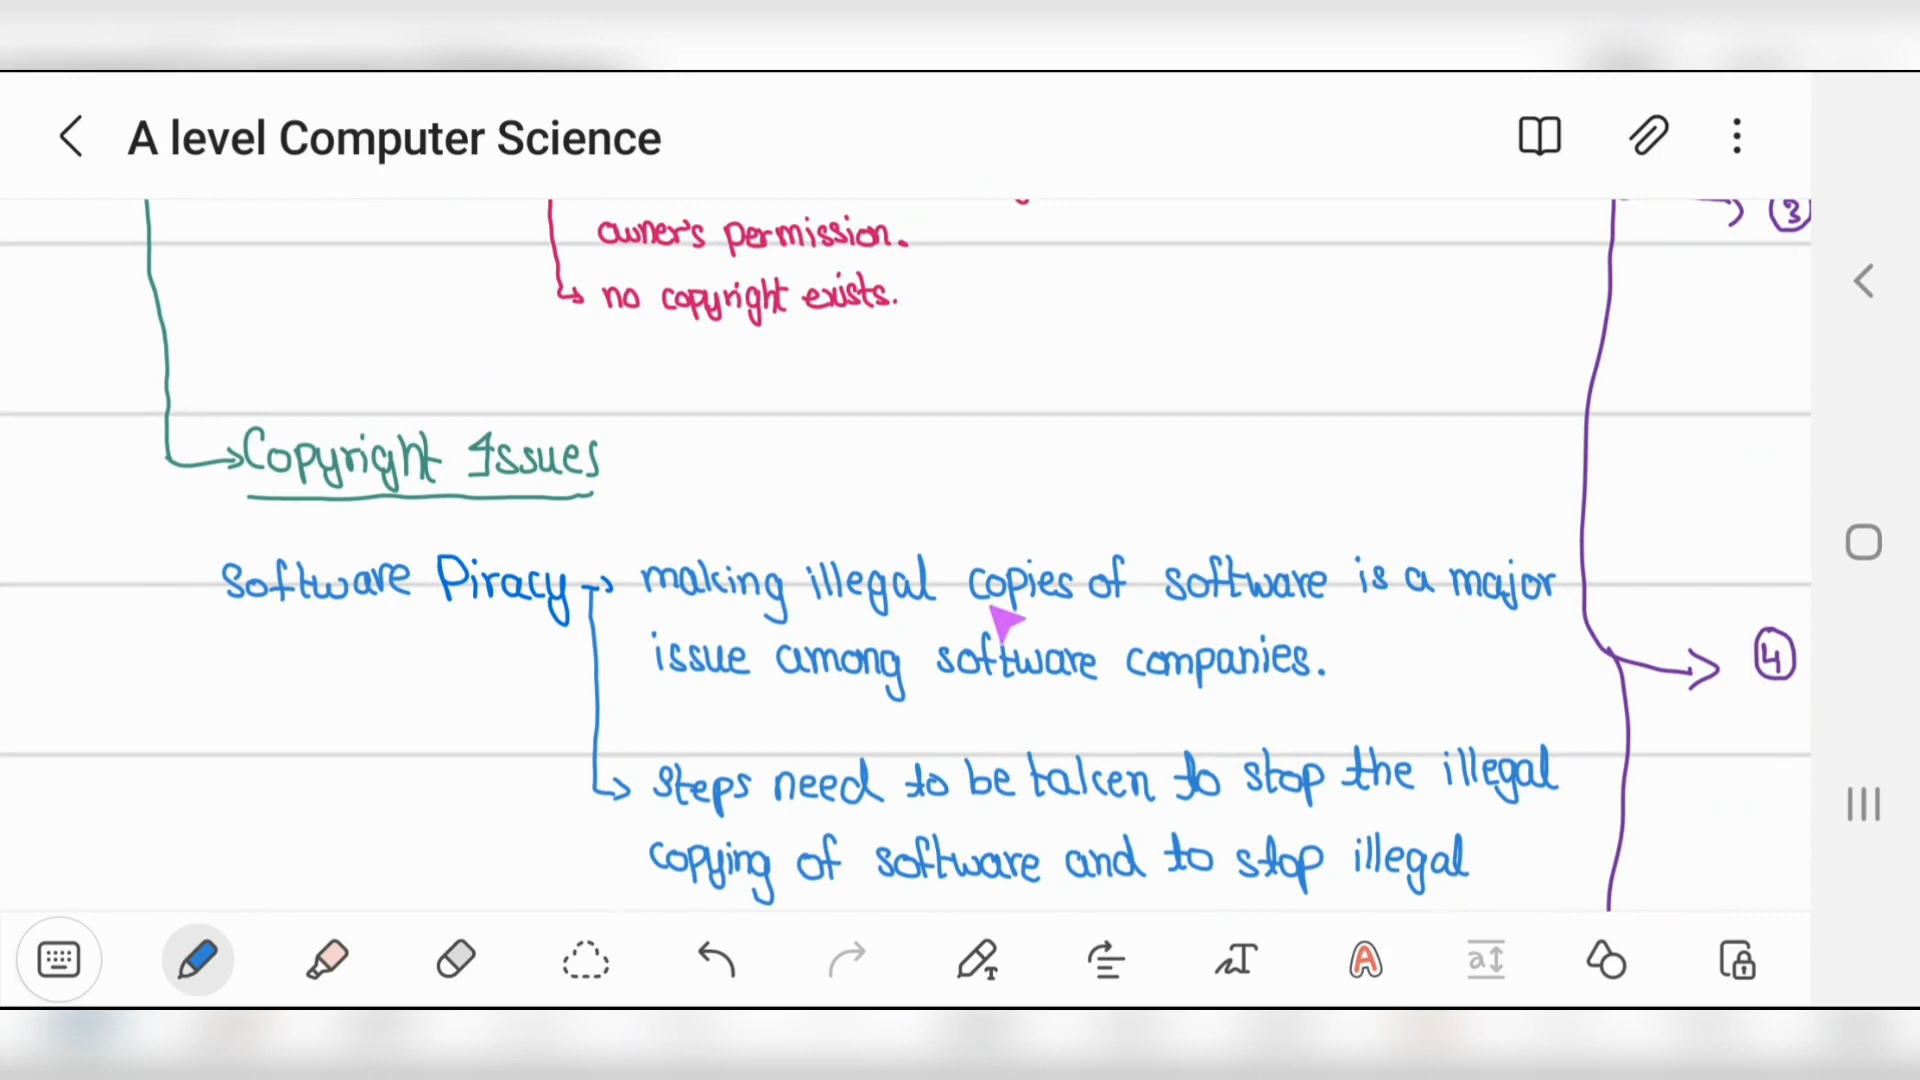 A level Computer Science
3
owner's permission.
no copyright exists.
Copyright Issues
Software Piracy → making illegal copies of software is a major
issue among software companies.
4
steps need to be taken to stop the illegal
copying of software and to stop illegal